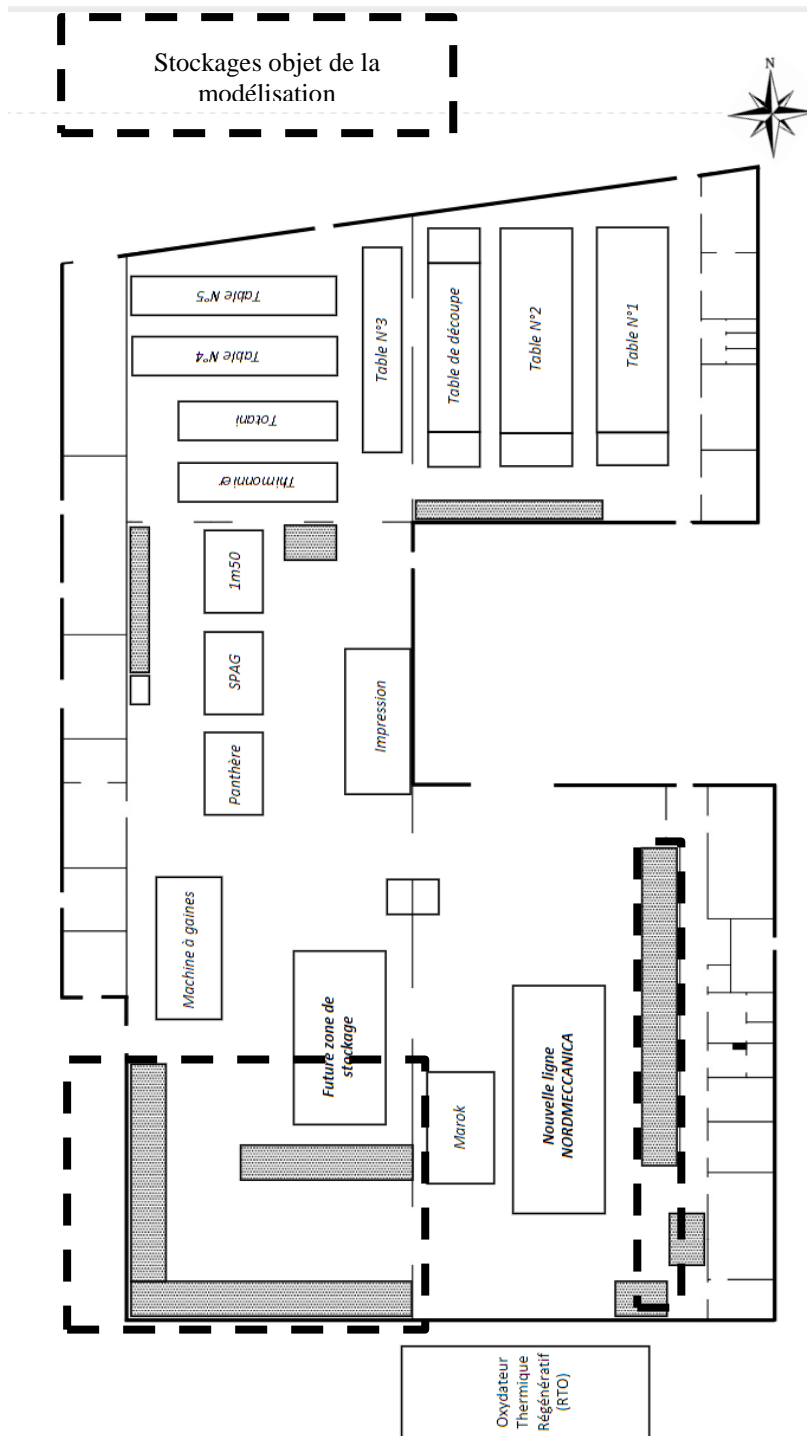 Stockages objet de la
modélisation
N
Table N°5
Table N°4
Totani
Thimonnier
Table N°3
Table de découpe
Table N°2
Table N°1
1m50
SPAG
Panthère
Impression
Machine à gaines
Future zone de
stockage
Marok
Nouvelle ligne
NORDMECCANICA
Oxydateur
Thermique
Régénératif
(RTO)